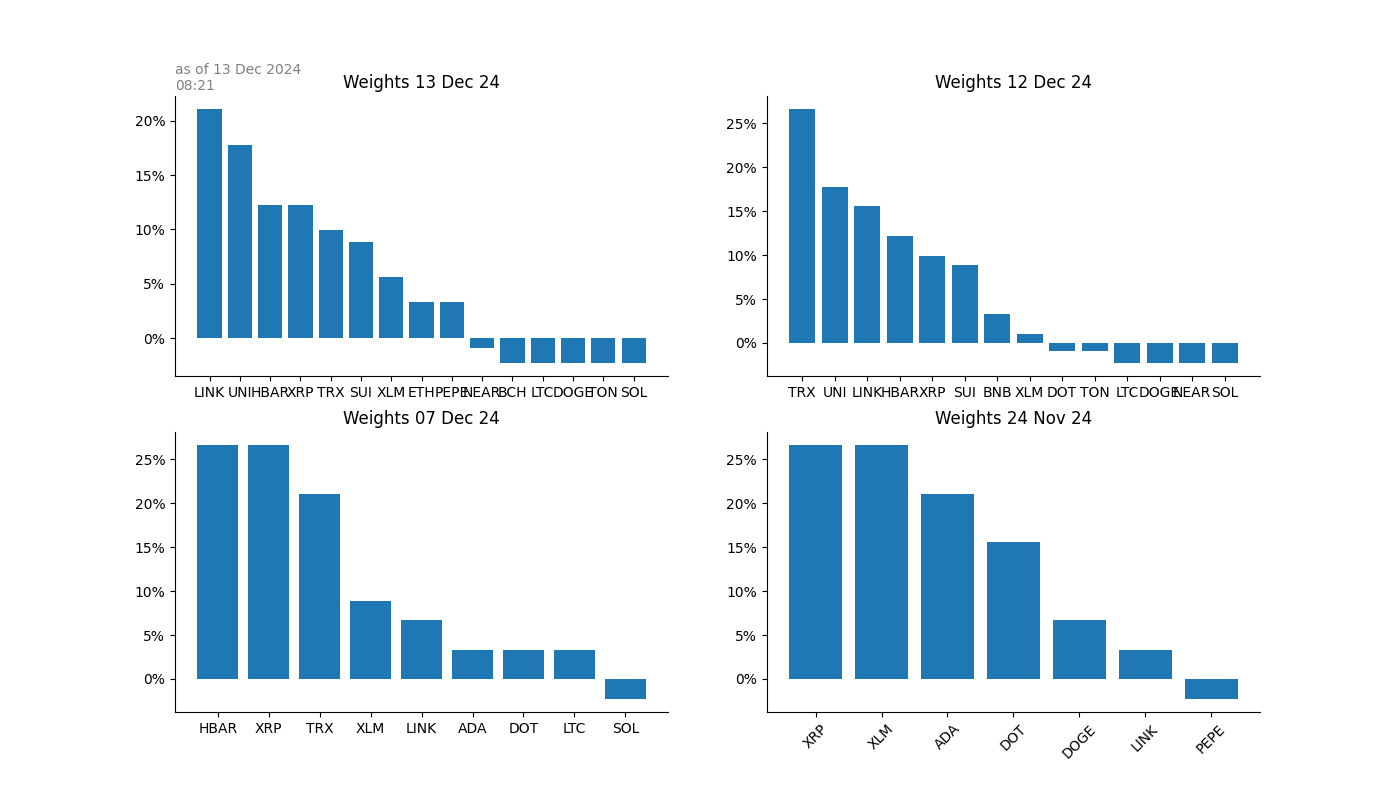 as of 13 Dec 2024
08:21
Weights 13 Dec 24
20%
15%
10%
5%
0%
LINK UNI HBAR XRP TRX SUI XLM ETH PEPE NEAR BCH LTC DOGE TON SOL
Weights 12 Dec 24
25%
20%
15%
10%
5%
0%
TRX UNI LINK HBAR XRP SUI BNB XLM DOT TON LTC DOGE NEAR SOL
Weights 07 Dec 24
25%
20%
15%
10%
5%
0%
HBAR XRP TRX XLM LINK ADA DOT LTC SOL
Weights 24 Nov 24
25%
20%
15%
10%
5%
0%
XRP XLM ADA DOT DOGE LINK PEPE